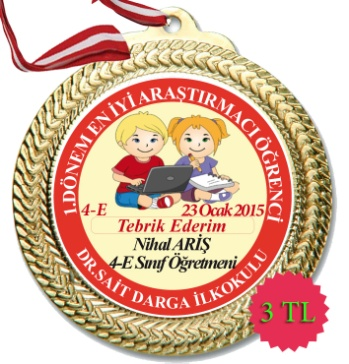 1.DÖNEM EN İYİ ARAŞTIRMACI ÖĞRENCİ
4-E 23 Ocak 2015
Tebrik Ederim
Nihal ARİŞ
4-E Sınıf Öğretmeni
DR.SAİT DARGA İLKOKULU
3 TL